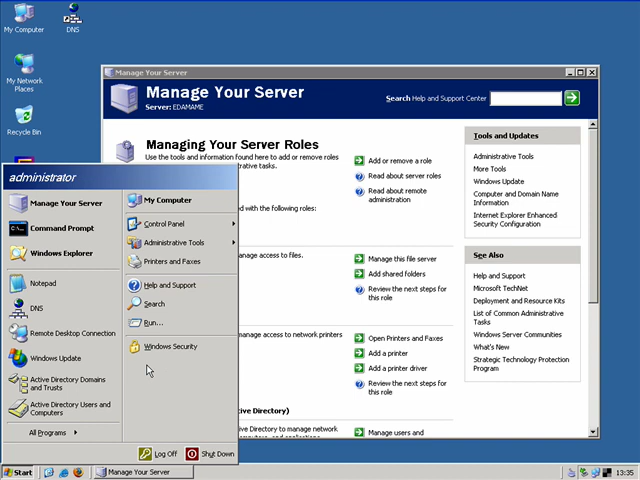 My Computer
DNS
My Network
Places
Recycle Bin
Manage Your Server
Manage Your Server
Server: EDAMAME
Search Help and Support Center
Managing Your Server Roles
Use the tools and information found here to add or remove roles
istrative tasks.
ed with the following roles:
Add or remove a role
Read about server roles
Read about remote
administration
anage access to files.
Manage this file server
Add shared folders
Review the next steps for
this role
anage access to network printers
Open Printers and Faxes
Add a printer
Add a printer driver
Review the next steps for
this role
ive Directory)
Directory to manage network
Manage users and
Tools and Updates
Administrative Tools
More Tools
Windows Update
Computer and Domain Name
Information
Internet Explorer Enhanced
Security Configuration
See Also
Help and Support
Microsoft TechNet
Deployment and Resource Kits
List of Common Administrative
Tasks
Windows Server Communities
What's New
Strategic Technology Protection
Program
administrator
Manage Your Server
Command Prompt
Windows Explorer
Notepad
DNS
Remote Desktop Connection
Windows Update
Active Directory Domains
and Trusts
Active Directory Users and
Computers
All Programs
My Computer
Control Panel
Administrative Tools
Printers and Faxes
Help and Support
Search
Run...
Windows Security
Log Off
Shut Down
Start
Manage Your Server
13:35